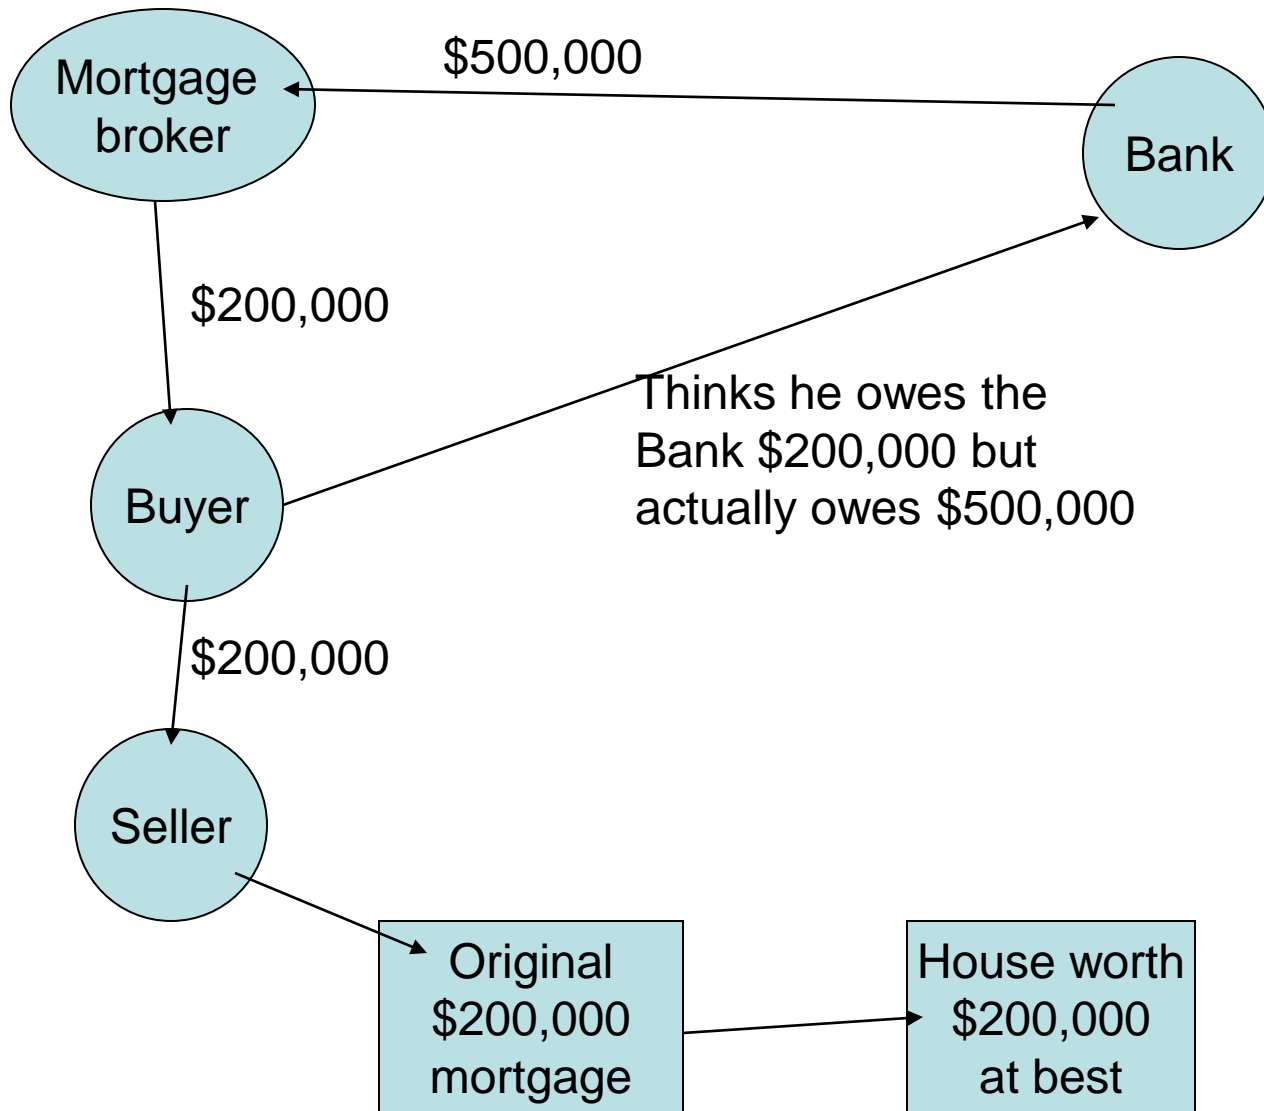 $500,000
Mortgage
broker
Bank
$200,000
Thinks he owes the
Bank $200,000 but
actually owes $500,000
Buyer
$200,000
Seller
Original
$200,000
mortgage
House worth
$200,000
at best